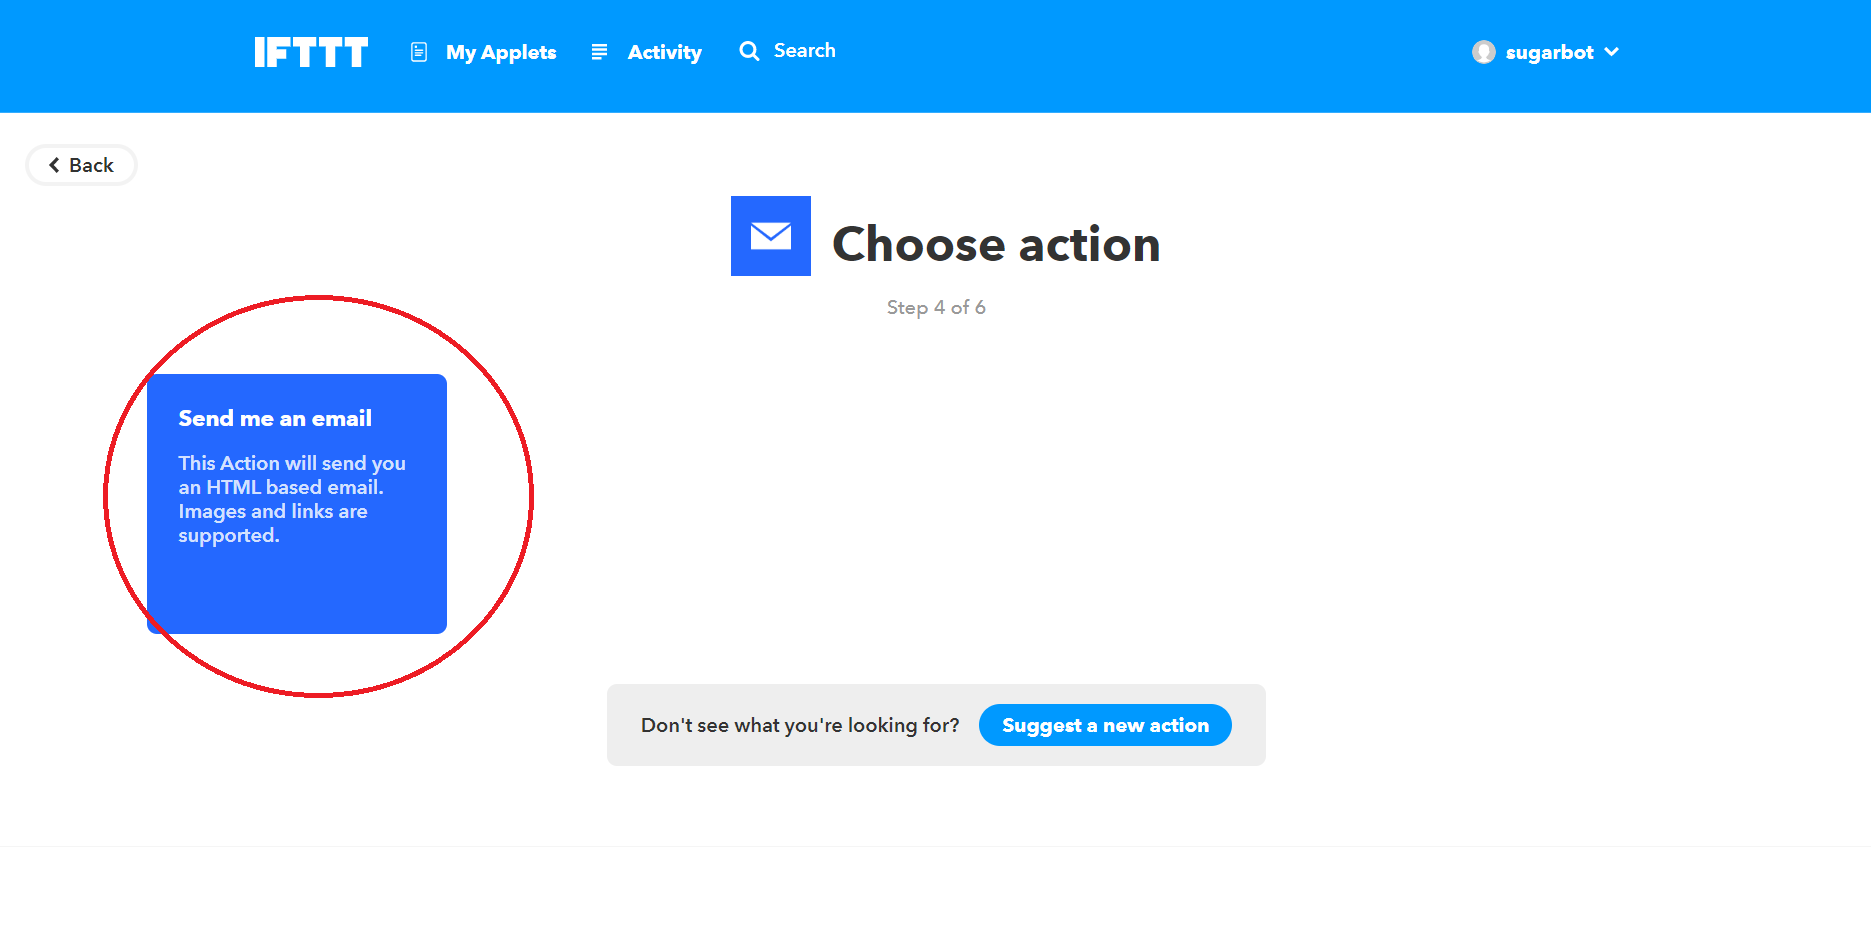 IFTTT
My Applets
Activity
Search
sugarbot
Back
Choose action
Step 4 of 6
Send me an email
This Action will send you
an HTML based email.
Images and links are
supported.
Don't see what you're looking for?
Suggest a new action